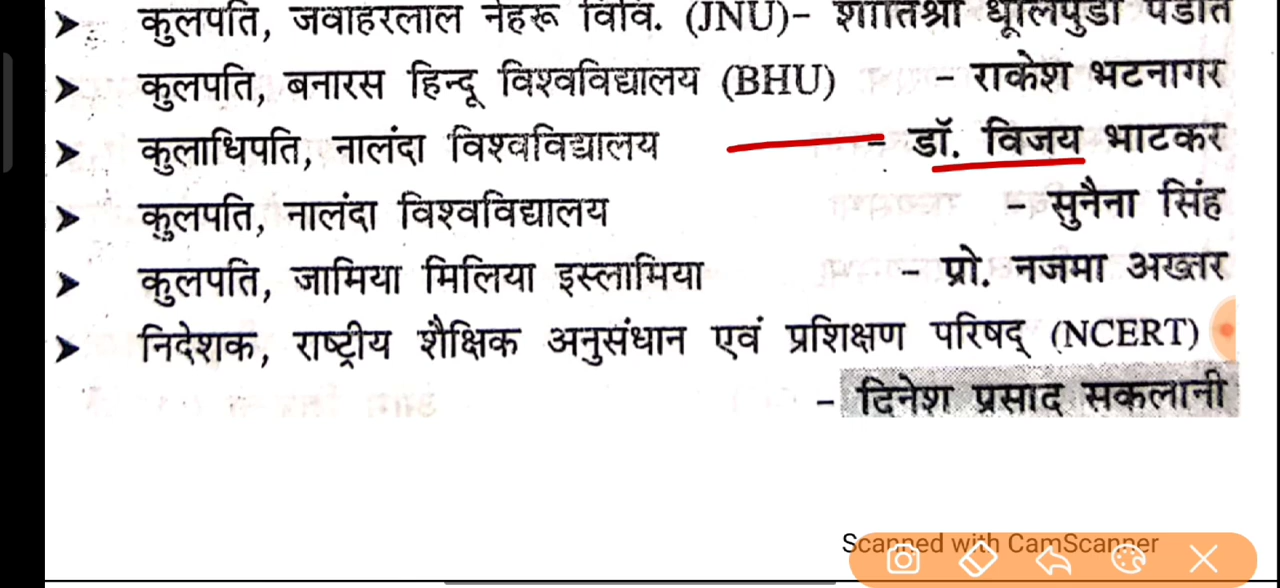 ➤ कुलपति, जवाहरलाल नेहरू विवि. (JNU)- शांतिश्री धूलिपुडी पंडित
➤ कुलपति, बनारस हिन्दू विश्वविद्यालय (BHU) - राकेश भटनागर
➤ कुलाधिपति, नालंदा विश्वविद्यालय - डॉ. विजय भाटकर
➤ कुलपति, नालंदा विश्वविद्यालय - सुनैना सिंह
➤ कुलपति, जामिया मिलिया इस्लामिया - प्रो. नजमा अख्तर
➤ निदेशक, राष्ट्रीय शैक्षिक अनुसंधान एवं प्रशिक्षण परिषद् (NCERT)
- दिनेश प्रसाद सकलानी
Scanned with CamScanner